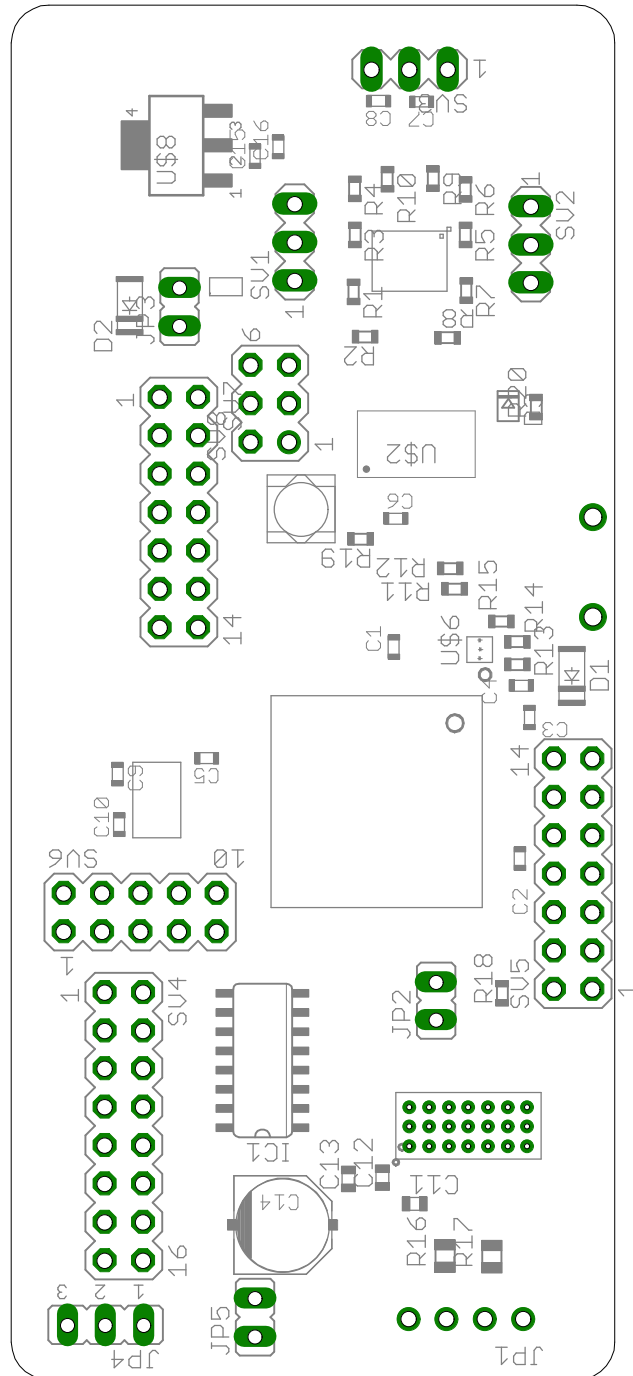 1
SV3
C8
C7
4
U$8
3
2
1
C15
C16
R4
R10
R9
R6
1
SV2
R3
R5
SV1
1
R1
R7
JP3
D2
R2
R8
6
SV7
1
1
SV8
14
U$2
C6
R19
R12
R11
R15
R14
R13
U$6
C1
C4
D1
C3
14
C9
C5
C10
SV6
10
1
C2
SV5
1
R18
1
SV4
16
JP2
IC1
C13
C12
C11
C14
R16
R17
3
2
1
JP4
JP5
JP1